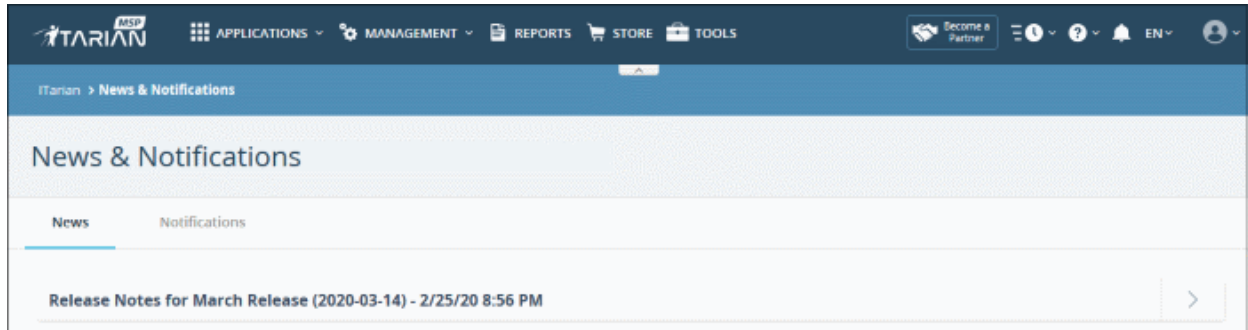 ITARIAN MSP APPLICATIONS MANAGEMENT REPORTS STORE TOOLS Become a Partner EN
ITarian > News & Notifications
News & Notifications
News Notifications
Release Notes for March Release (2020-03-14) - 2/25/20 8:56 PM